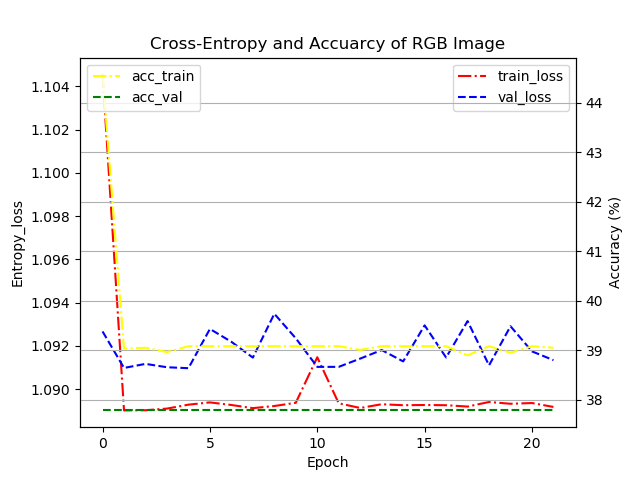 Cross-Entropy and Accuarcy of RGB Image
acc_train
acc_val
train_loss
val_loss
Entropy_loss
1.104
1.102
1.100
1.098
1.096
1.094
1.092
1.090
44
43
42
41
40
39
38
Accuracy (%)
0 5 10 15 20
Epoch